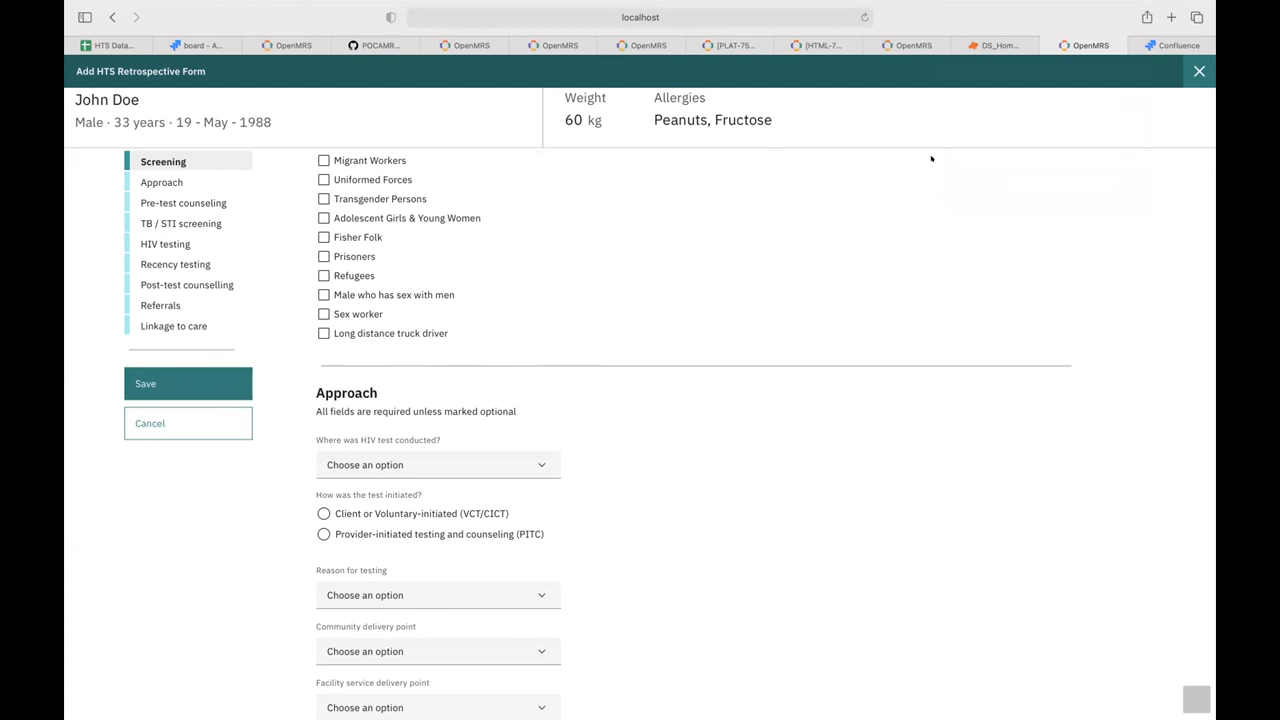 localhost
HTS Data...
board - A...
OpenMRS
POCAMR...
OpenMRS
OpenMRS
OpenMRS
[PLAT-75...
[HTML-7...
OpenMRS
DS_Hom...
OpenMRS
Confluence
Add HTS Retrospective Form
John Doe
Male · 33 years · 19 - May - 1988
Weight
60 kg
Allergies
Peanuts, Fructose
Screening
Approach
Pre-test counseling
TB / STI screening
HIV testing
Recency testing
Post-test counselling
Referrals
Linkage to care
Save
Cancel
Migrant Workers
Uniformed Forces
Transgender Persons
Adolescent Girls & Young Women
Fisher Folk
Prisoners
Refugees
Male who has sex with men
Sex worker
Long distance truck driver
Approach
All fields are required unless marked optional
Where was HIV test conducted?
Choose an option
How was the test initiated?
Client or Voluntary-initiated (VCT/CICT)
Provider-initiated testing and counseling (PITC)
Reason for testing
Choose an option
Community delivery point
Choose an option
Facility service delivery point
Choose an option